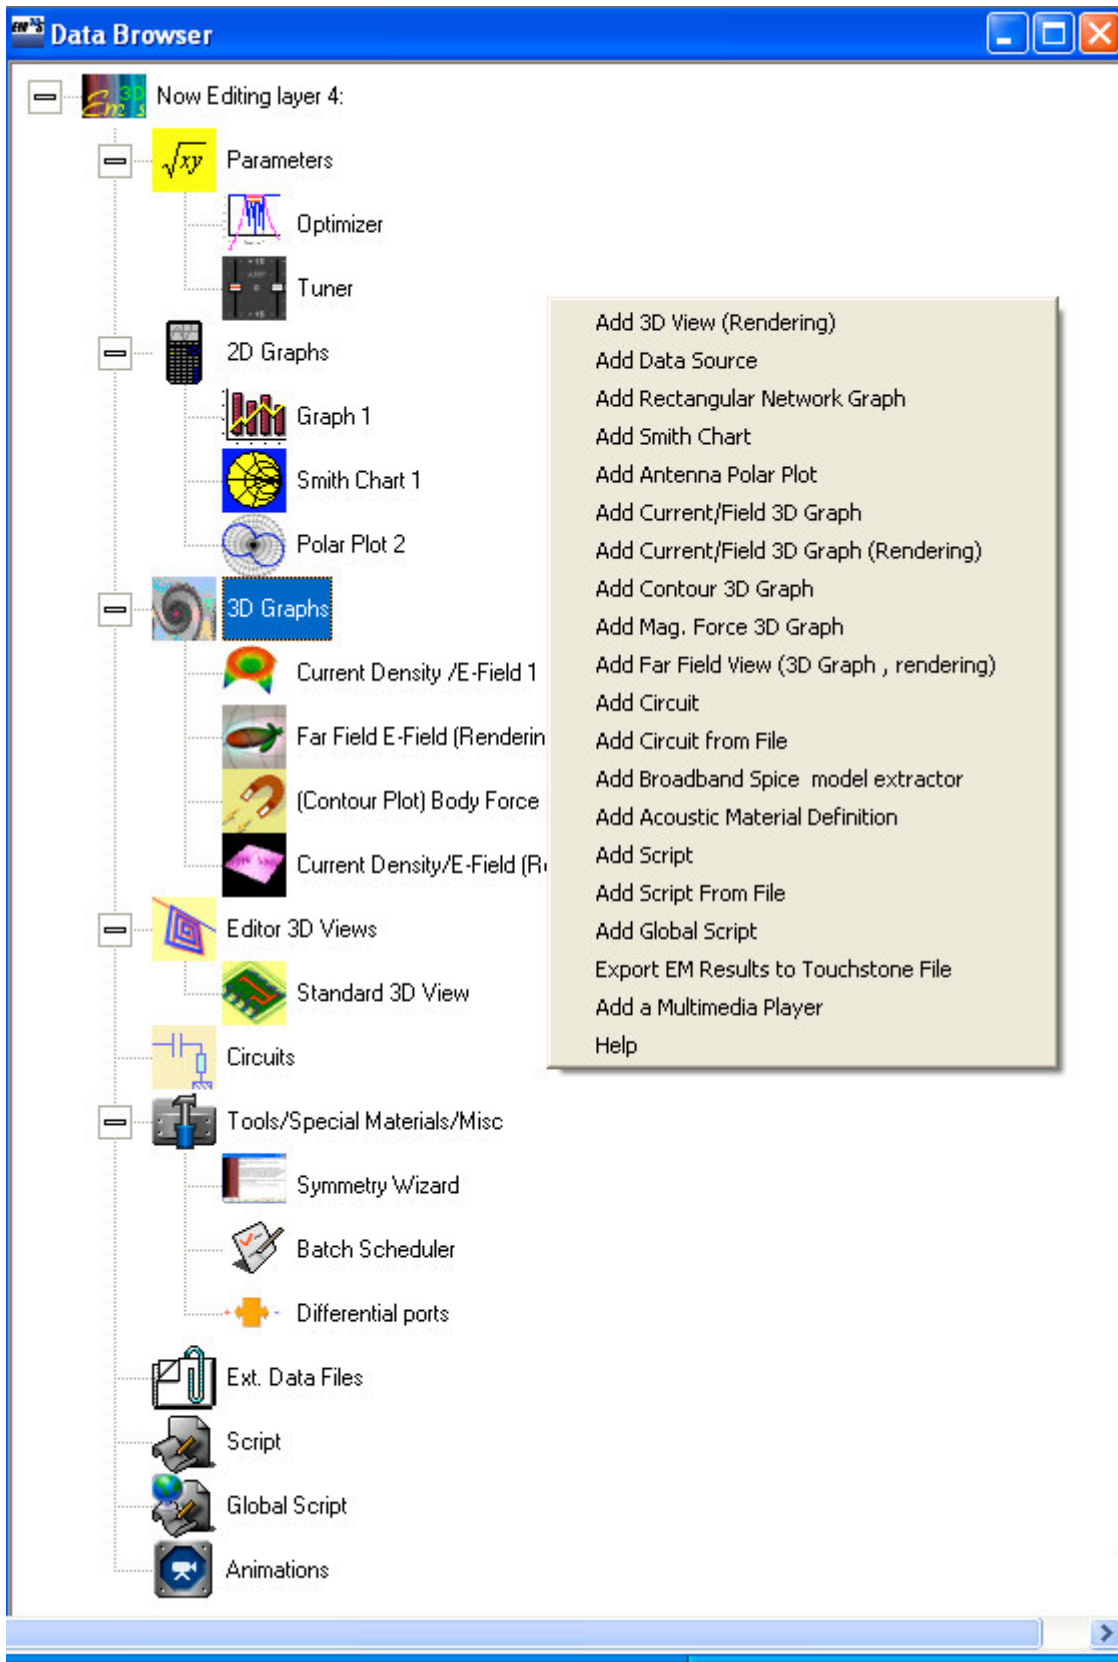 Data Browser
Now Editing layer 4:
Parameters
Optimizer
Tuner
2D Graphs
Graph 1
Smith Chart 1
Polar Plot 2
3D Graphs
Current Density /E-Field 1
Far Field E-Field (Renderin
(Contour Plot) Body Force
Current Density/E-Field (R
Editor 3D Views
Standard 3D View
Circuits
Tools/Special Materials/Misc
Symmetry Wizard
Batch Scheduler
Differential ports
Ext. Data Files
Script
Global Script
Animations
Add 3D View (Rendering)
Add Data Source
Add Rectangular Network Graph
Add Smith Chart
Add Antenna Polar Plot
Add Current/Field 3D Graph
Add Current/Field 3D Graph (Rendering)
Add Contour 3D Graph
Add Mag. Force 3D Graph
Add Far Field View (3D Graph , rendering)
Add Circuit
Add Circuit from File
Add Broadband Spice  model extractor
Add Acoustic Material Definition
Add Script
Add Script From File
Add Global Script
Export EM Results to Touchstone File
Add a Multimedia Player
Help